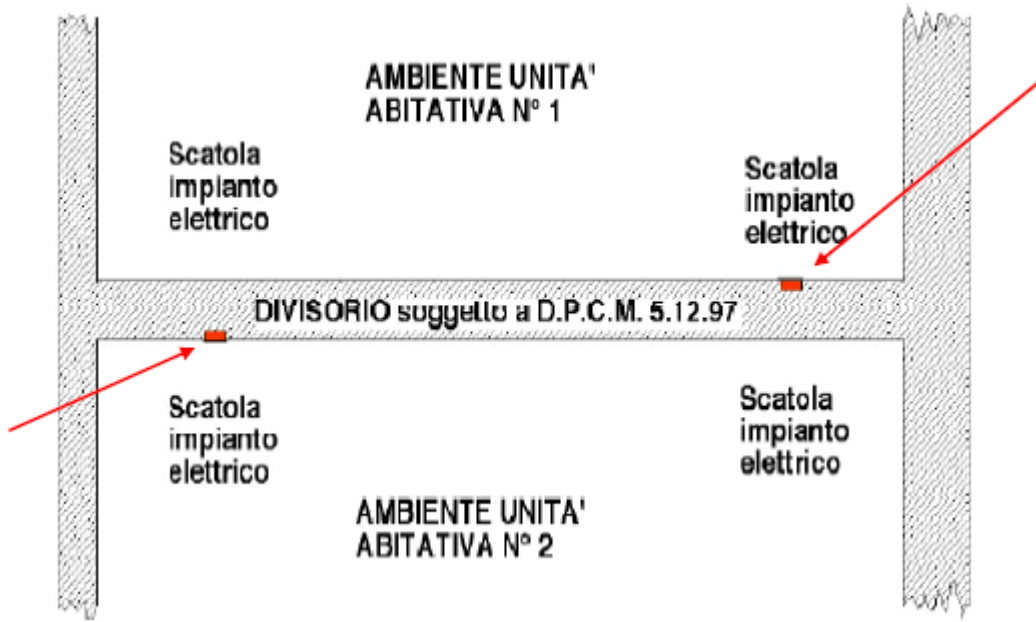 AMBIENTE UNITA'
ABITATIVA N° 1
Scatola
impianto
elettrico
Scatola
impianto
elettrico
DIVISORIO soggetto a D.P.C.M. 5.12.97
Scatola
impianto
elettrico
Scatola
impianto
elettrico
AMBIENTE UNITA'
ABITATIVA N° 2